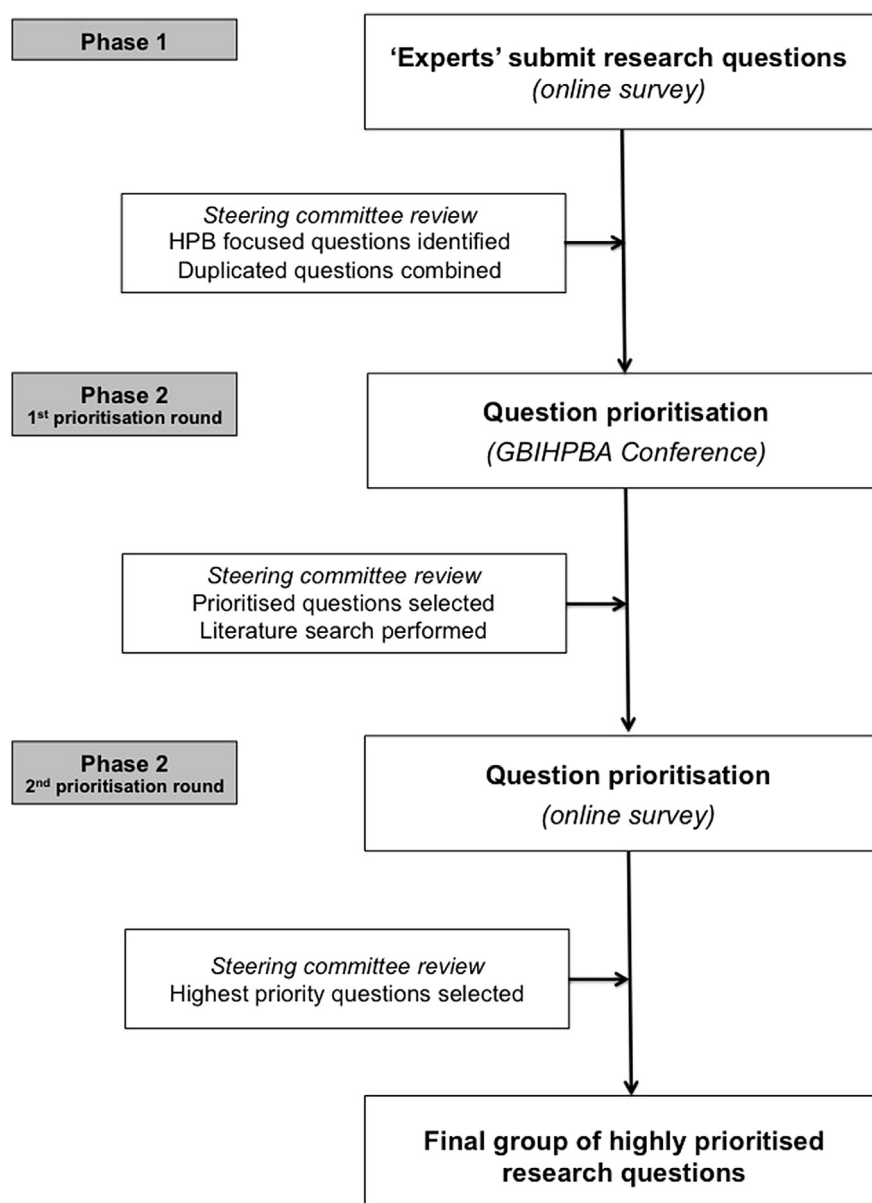 Phase 1
‘Experts’ submit research questions
(online survey)
Steering committee review
HPB focused questions identified
Duplicated questions combined
Phase 2
1st prioritisation round
Question prioritisation
(GBIHPBA Conference)
Steering committee review
Prioritised questions selected
Literature search performed
Phase 2
2nd prioritisation round
Question prioritisation
(online survey)
Steering committee review
Highest priority questions selected
Final group of highly prioritised
research questions